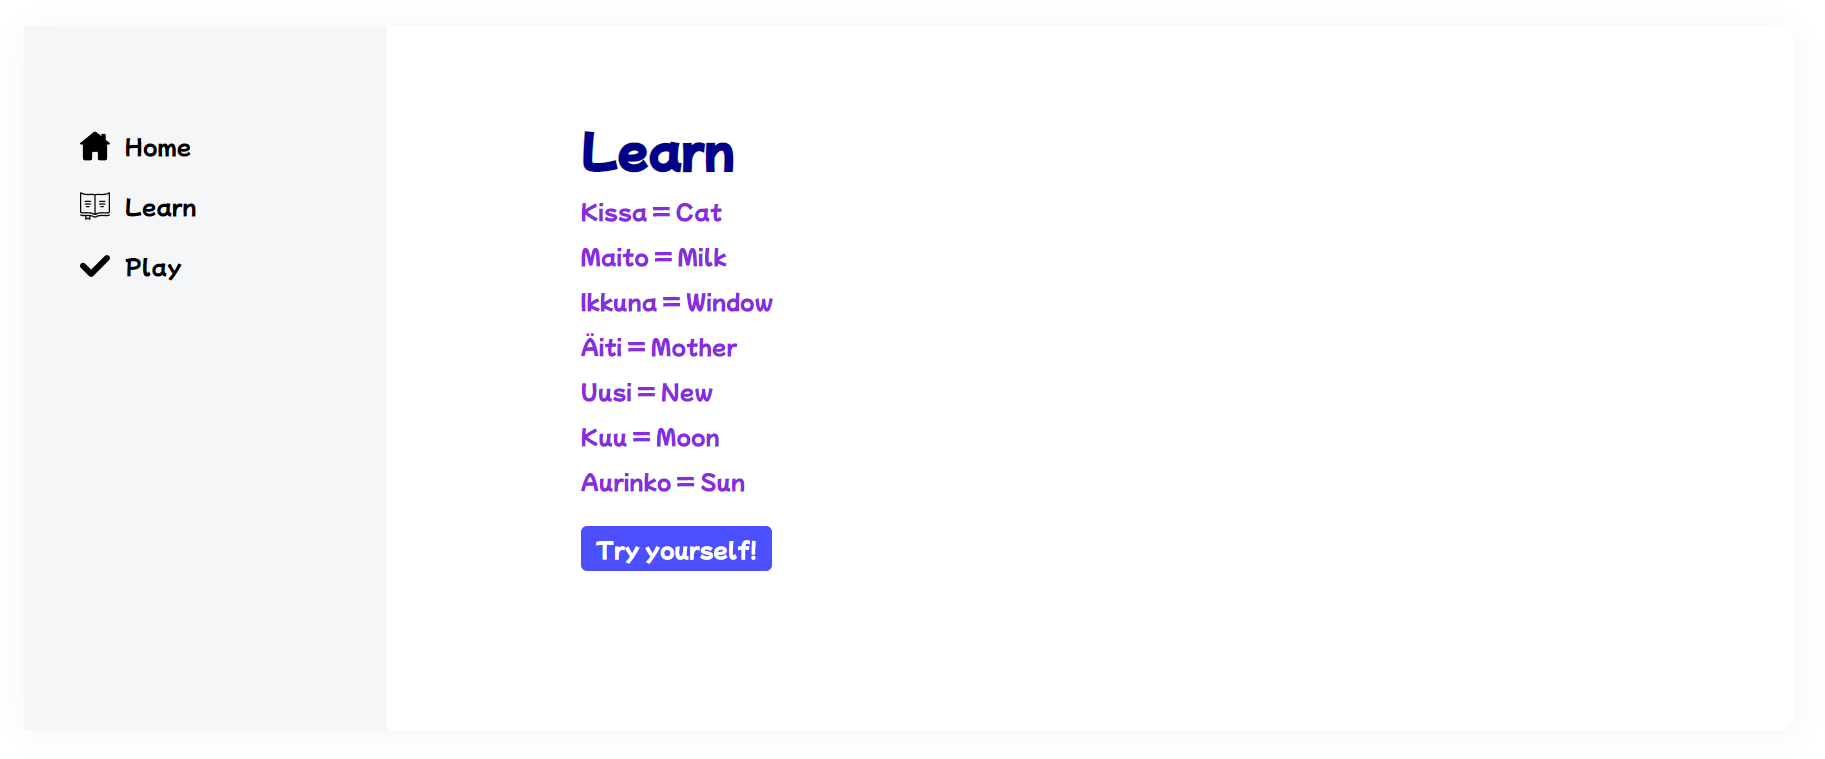 Home
Learn
Play
Learn
Kissa = Cat
Maito = Milk
Ikkuna = Window
Äiti = Mother
Uusi = New
Kuu = Moon
Aurinko = Sun
Try yourself!